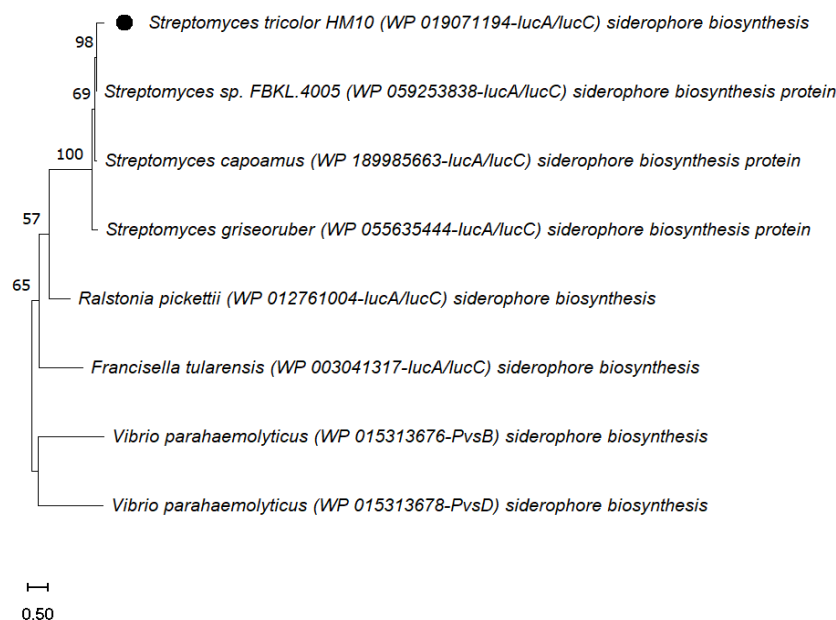 Streptomyces tricolor HM10 (WP 019071194-IucA/IucC) siderophore biosynthesis
98
Streptomyces sp. FBKL.4005 (WP 059253838-IucA/IucC) siderophore biosynthesis protein
69
Streptomyces capoamus (WP 189985663-IucA/IucC) siderophore biosynthesis protein
100
Streptomyces griseoruber (WP 055635444-IucA/IucC) siderophore biosynthesis protein
57
Ralstonia pickettii (WP 012761004-IucA/IucC) siderophore biosynthesis
65
Francisella tularensis (WP 003041317-IucA/IucC) siderophore biosynthesis
Vibrio parahaemolyticus (WP 015313676-PvsB) siderophore biosynthesis
Vibrio parahaemolyticus (WP 015313678-PvsD) siderophore biosynthesis
0.50